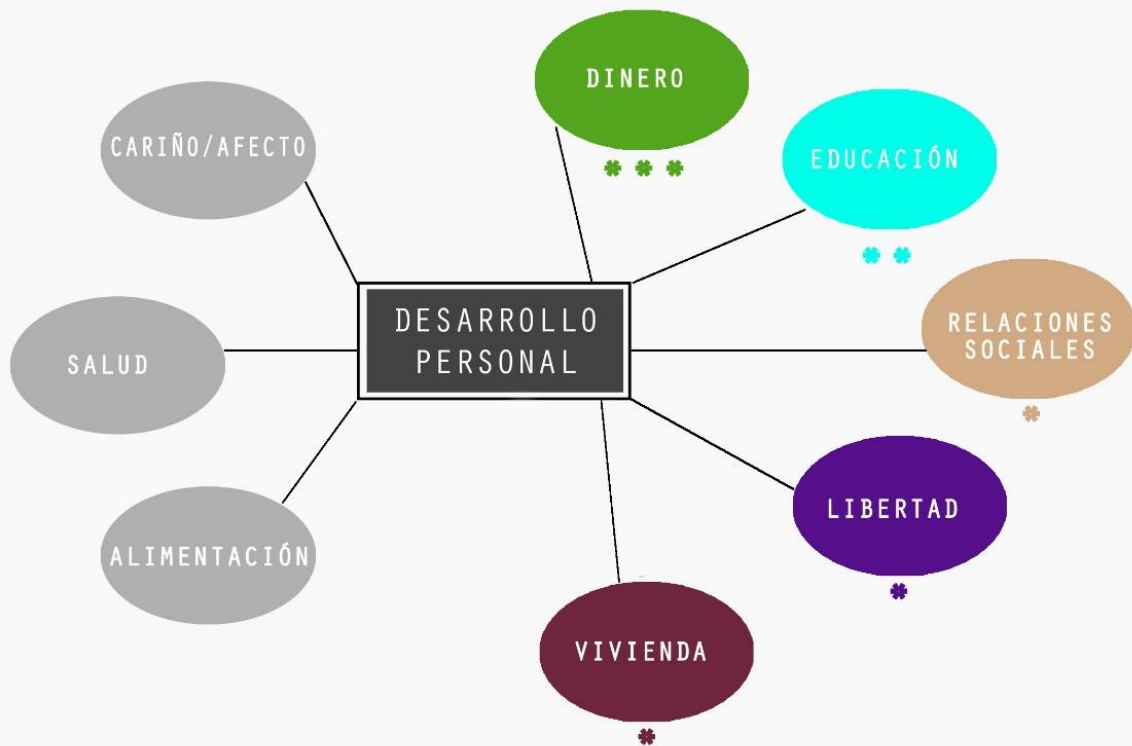 DINERO
CARIÑO/AFECTO
EDUCACIÓN
DESARROLLO
PERSONAL
RELACIONES
SOCIALES
SALUD
LIBERTAD
ALIMENTACIÓN
VIVIENDA